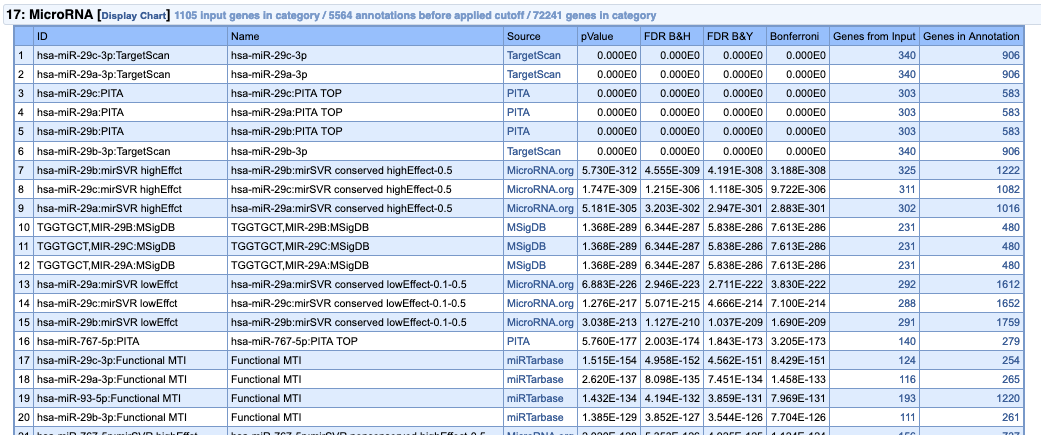 17: MicroRNA [Display Chart] 1105 input genes in category / 5564 annotations before applied cutoff / 72241 genes in category
ID Name Source pValue FDR B&H FDR B&Y Bonferroni Genes from Input Genes in Annotation
1 hsa-miR-29c-3p:TargetScan hsa-miR-29c-3p TargetScan 0.000E0 0.000E0 0.000E0 0.000E0 340 906
2 hsa-miR-29a-3p:TargetScan hsa-miR-29a-3p TargetScan 0.000E0 0.000E0 0.000E0 0.000E0 340 906
3 hsa-miR-29c:PITA hsa-miR-29c:PITA TOP PITA 0.000E0 0.000E0 0.000E0 0.000E0 303 583
4 hsa-miR-29a:PITA hsa-miR-29a:PITA TOP PITA 0.000E0 0.000E0 0.000E0 0.000E0 303 583
5 hsa-miR-29b:PITA hsa-miR-29b:PITA TOP PITA 0.000E0 0.000E0 0.000E0 0.000E0 303 583
6 hsa-miR-29b-3p:TargetScan hsa-miR-29b-3p TargetScan 0.000E0 0.000E0 0.000E0 0.000E0 340 906
7 hsa-miR-29b:mirSVR highEffct hsa-miR-29b:mirSVR conserved highEffect-0.5 MicroRNA.org 5.730E-312 4.555E-309 4.191E-308 3.188E-308 325 1222
8 hsa-miR-29c:mirSVR highEffct hsa-miR-29c:mirSVR conserved highEffect-0.5 MicroRNA.org 1.747E-309 1.215E-306 1.118E-305 9.722E-306 311 1082
9 hsa-miR-29a:mirSVR highEffct hsa-miR-29a:mirSVR conserved highEffect-0.5 MicroRNA.org 5.181E-305 3.203E-302 2.947E-301 2.883E-301 302 1016
10 TGGTGCT,MIR-29B:MSigDB TGGTGCT,MIR-29B:MSigDB MSigDB 1.368E-289 6.344E-287 5.838E-286 7.613E-286 231 480
11 TGGTGCT,MIR-29C:MSigDB TGGTGCT,MIR-29C:MSigDB MSigDB 1.368E-289 6.344E-287 5.838E-286 7.613E-286 231 480
12 TGGTGCT,MIR-29A:MSigDB TGGTGCT,MIR-29A:MSigDB MSigDB 1.368E-289 6.344E-287 5.838E-286 7.613E-286 231 480
13 hsa-miR-29a:mirSVR lowEffct hsa-miR-29a:mirSVR conserved lowEffect-0.1-0.5 MicroRNA.org 6.883E-226 2.946E-223 2.711E-222 3.830E-222 292 1612
14 hsa-miR-29c:mirSVR lowEffct hsa-miR-29c:mirSVR conserved lowEffect-0.1-0.5 MicroRNA.org 1.276E-217 5.071E-215 4.666E-214 7.100E-214 288 1652
15 hsa-miR-29b:mirSVR lowEffct hsa-miR-29b:mirSVR conserved lowEffect-0.1-0.5 MicroRNA.org 3.038E-213 1.127E-210 1.037E-209 1.690E-209 291 1759
16 hsa-miR-767-5p:PITA hsa-miR-767-5p:PITA TOP PITA 5.760E-177 2.003E-174 1.843E-173 3.205E-173 140 279
17 hsa-miR-29c-3p:Functional MTI Functional MTI miRTarbase 1.515E-154 4.958E-152 4.562E-151 8.429E-151 124 254
18 hsa-miR-29a-3p:Functional MTI Functional MTI miRTarbase 2.620E-137 8.098E-135 7.451E-134 1.458E-133 116 265
19 hsa-miR-93-5p:Functional MTI Functional MTI miRTarbase 1.432E-134 4.194E-132 3.859E-131 7.969E-131 193 1220
20 hsa-miR-29b-3p:Functional MTI Functional MTI miRTarbase 1.385E-129 3.852E-127 3.544E-126 7.704E-126 111 261